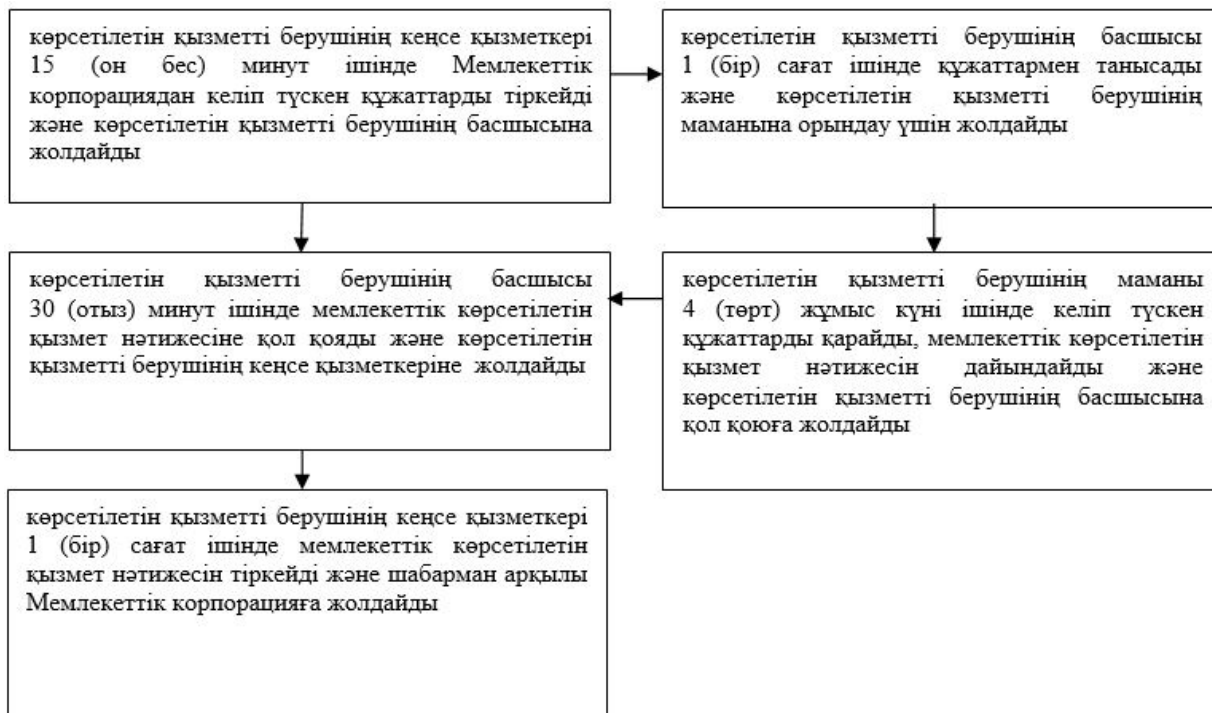 көрсетілетін қызметті берушінің кеңсе қызметкері
15 (он бес) минут ішінде Мемлекеттік
корпорациядан келіп түскен құжаттарды тіркейді
және көрсетілетін қызметті берушінің басшысына
жолдайды
көрсетілетін қызметті берушінің басшысы
1 (бір) сағат ішінде құжаттармен танысады
және көрсетілетін қызметті берушінің
маманына орындау үшін жолдайды
көрсетілетін қызметті берушінің маманы
4 (төрт) жұмыс күні ішінде келіп түскен
құжаттарды қарайды, мемлекеттік көрсетілетін
қызмет нәтижесін дайындайды және
көрсетілетін қызметті берушінің басшысына
қол қоюға жолдайды
көрсетілетін қызметті берушінің басшысы
30 (отыз) минут ішінде мемлекеттік көрсетілетін
қызмет нәтижесіне қол қояды және көрсетілетін
қызметті берушінің кеңсе қызметкеріне жолдайды
көрсетілетін қызметті берушінің кеңсе қызметкері
1 (бір) сағат ішінде мемлекеттік көрсетілетін
қызмет нәтижесін тіркейді және шабарман арқылы
Мемлекеттік корпорацияға жолдайды